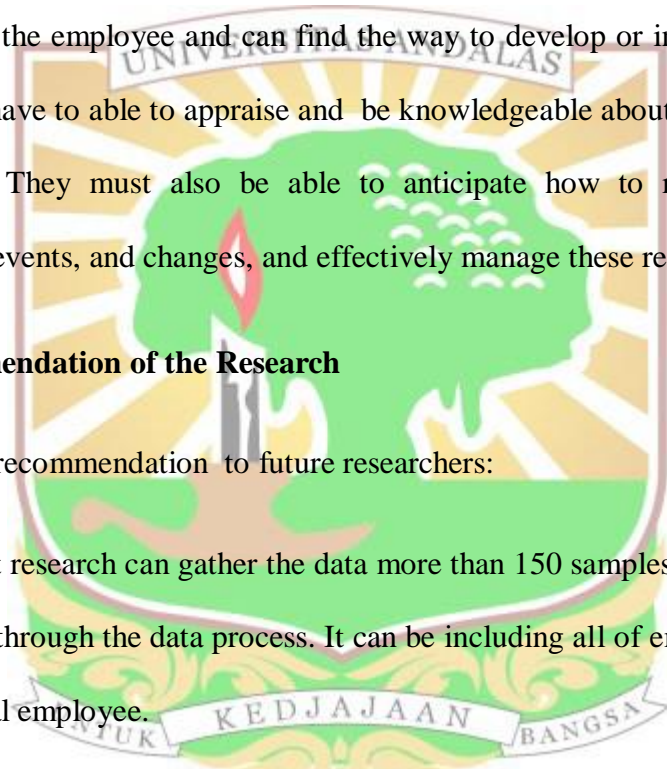 the employee and can find the way to develop or in
UNIVERSITAS ANDALAS
have to able to appraise and be knowledgeable about
They must also be able to anticipate how to r
events, and changes, and effectively manage these re
endation of the Research
recommendation to future researchers:
t research can gather the data more than 150 samples
through the data process. It can be including all of e
al employee.
UNTUK KEDJAJAAN BANGSA